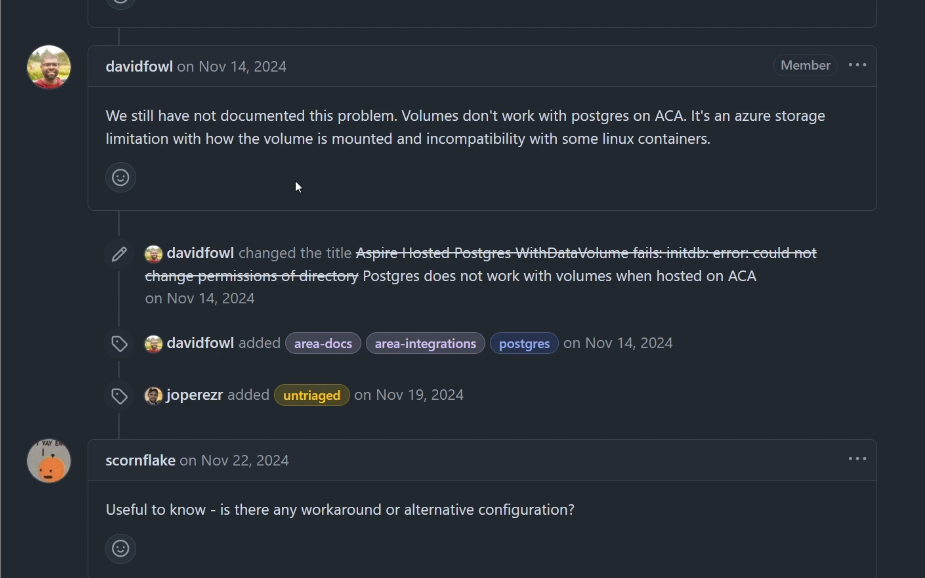 davidfowl on Nov 14, 2024 Member
We still have not documented this problem. Volumes don't work with postgres on ACA. It's an azure storage
limitation with how the volume is mounted and incompatibility with some linux containers.
davidfowl changed the title Aspire Hosted Postgres WithDataVolume fails: initdb: error: could not
change permissions of directory Postgres does not work with volumes when hosted on ACA
on Nov 14, 2024
davidfowl added area-docs area-integrations postgres on Nov 14, 2024
joperezr added untriaged on Nov 19, 2024
scornflake on Nov 22, 2024
Useful to know - is there any workaround or alternative configuration?